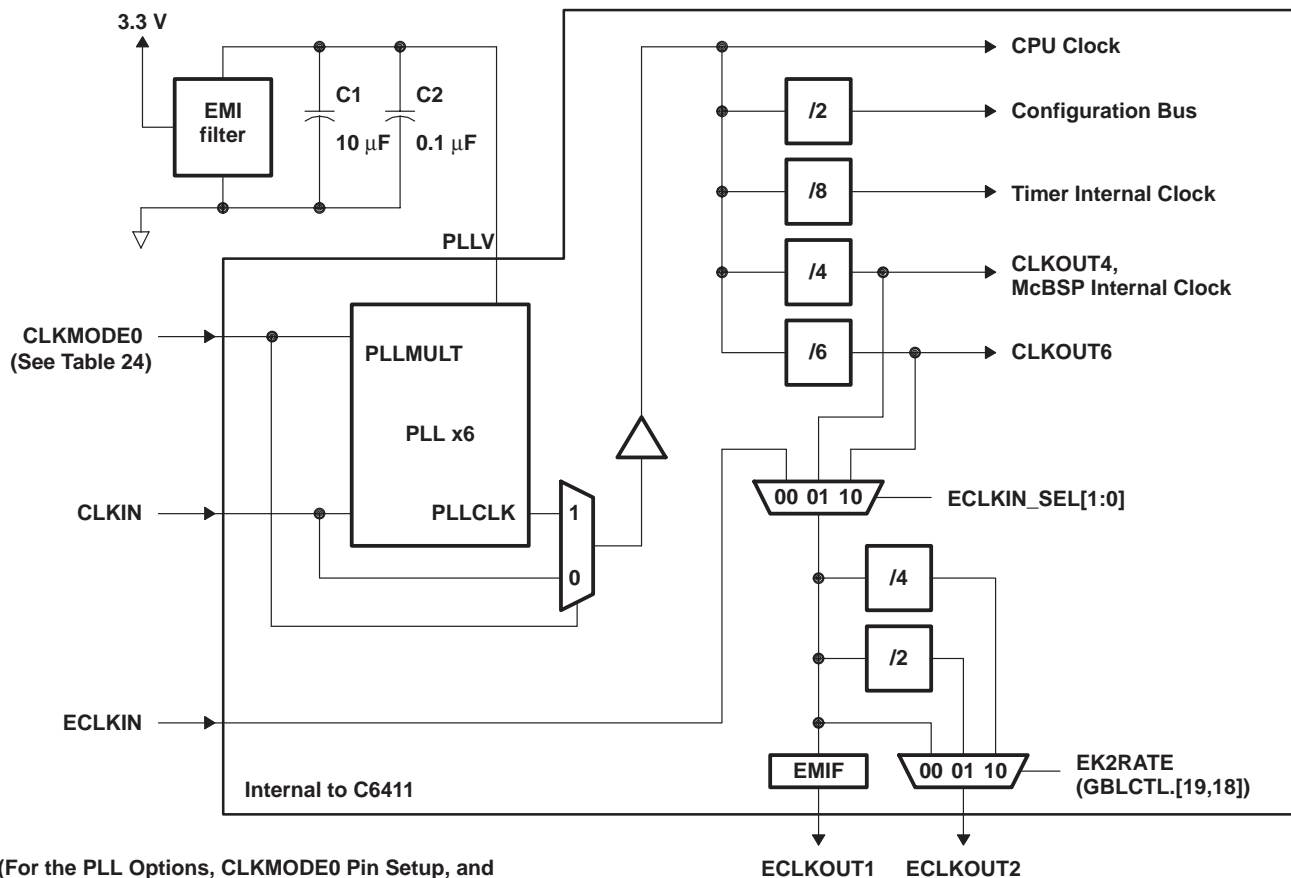 3.3 V
EMI
filter
C1
10 μF
C2
0.1 μF
PLLV
CPU Clock
/2
Configuration Bus
/8
Timer Internal Clock
/4
CLKOUT4,
McBSP Internal Clock
/6
CLKOUT6
CLKMODE0
(See Table 24)
PLLMULT
PLL x6
CLKIN
PLLCLK
1
0
00 01 10
ECLKIN_SEL[1:0]
/4
/2
ECLKIN
EMIF
00 01 10
EK2RATE
(GBLCTL.[19,18])
Internal to C6411
ECLKOUT1
ECLKOUT2
(For the PLL Options, CLKMODE0 Pin Setup, and